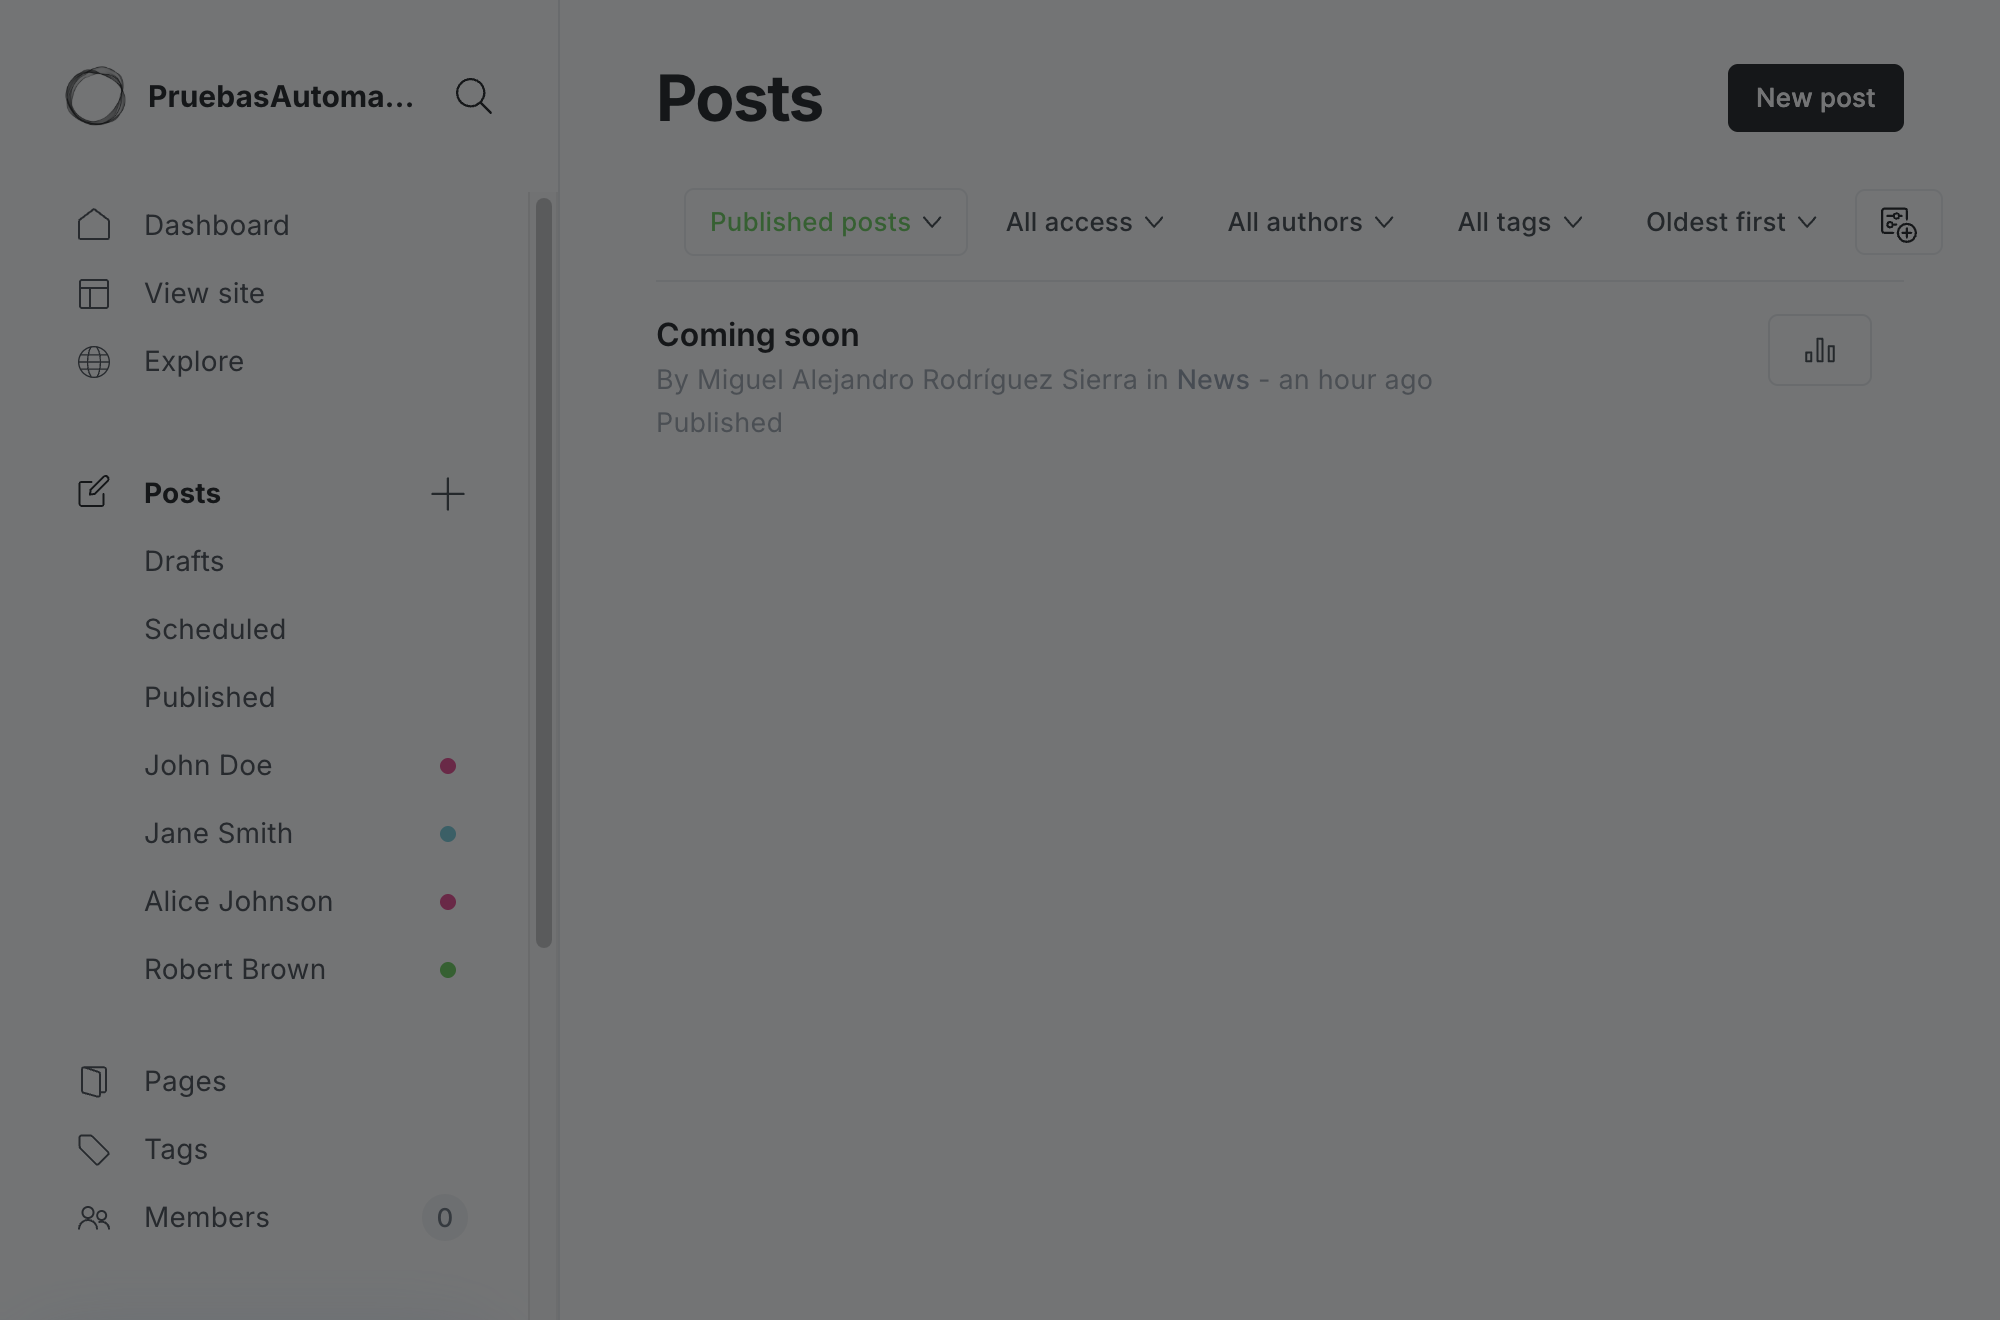 PruebasAutoma...
Dashboard
View site
Explore
Posts
Drafts
Scheduled
Published
John Doe
Jane Smith
Alice Johnson
Robert Brown
Pages
Tags
Members 0
Posts
New post
Published posts All access All authors All tags Oldest first
Coming soon
By Miguel Alejandro Rodríguez Sierra in News - an hour ago
Published